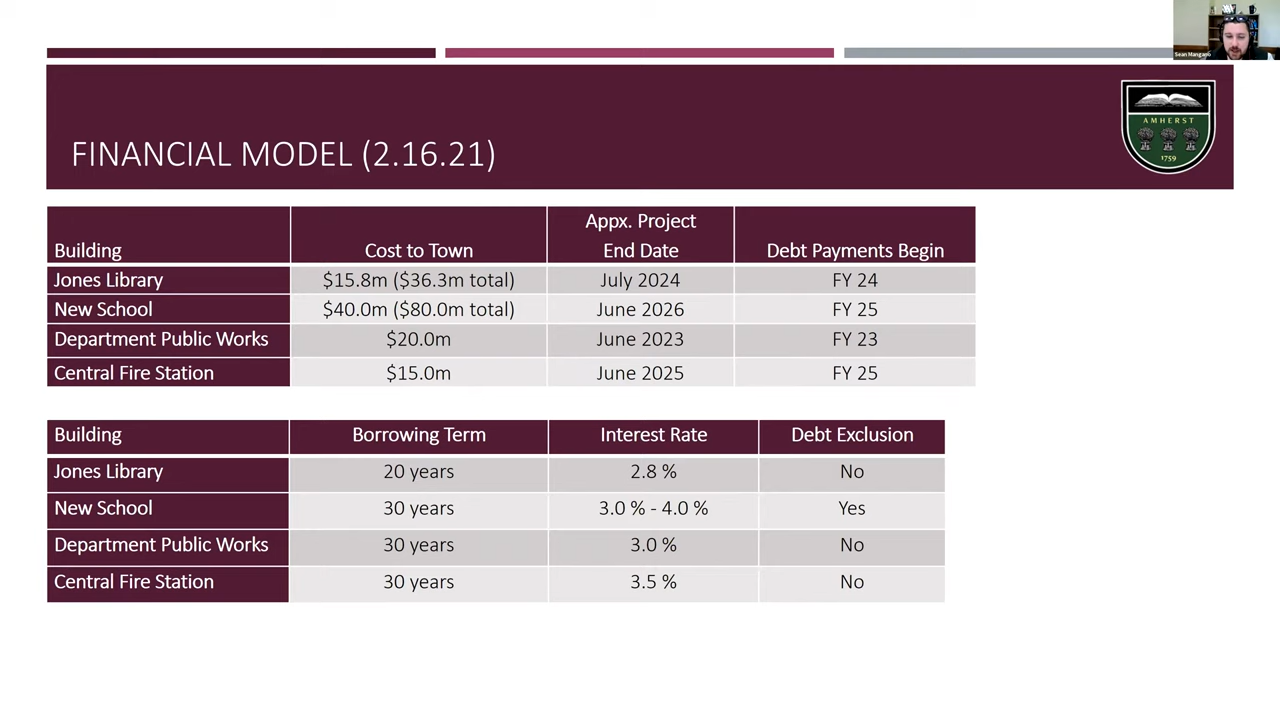 Sean Mangano
FINANCIAL MODEL (2.16.21)
AMHERST
1759
Building Cost to Town Appx. Project End Date Debt Payments Begin
Jones Library $15.8m ($36.3m total) July 2024 FY 24
New School $40.0m ($80.0m total) June 2026 FY 25
Department Public Works $20.0m June 2023 FY 23
Central Fire Station $15.0m June 2025 FY 25
Building Borrowing Term Interest Rate Debt Exclusion
Jones Library 20 years 2.8 % No
New School 30 years 3.0 % - 4.0 % Yes
Department Public Works 30 years 3.0 % No
Central Fire Station 30 years 3.5 % No